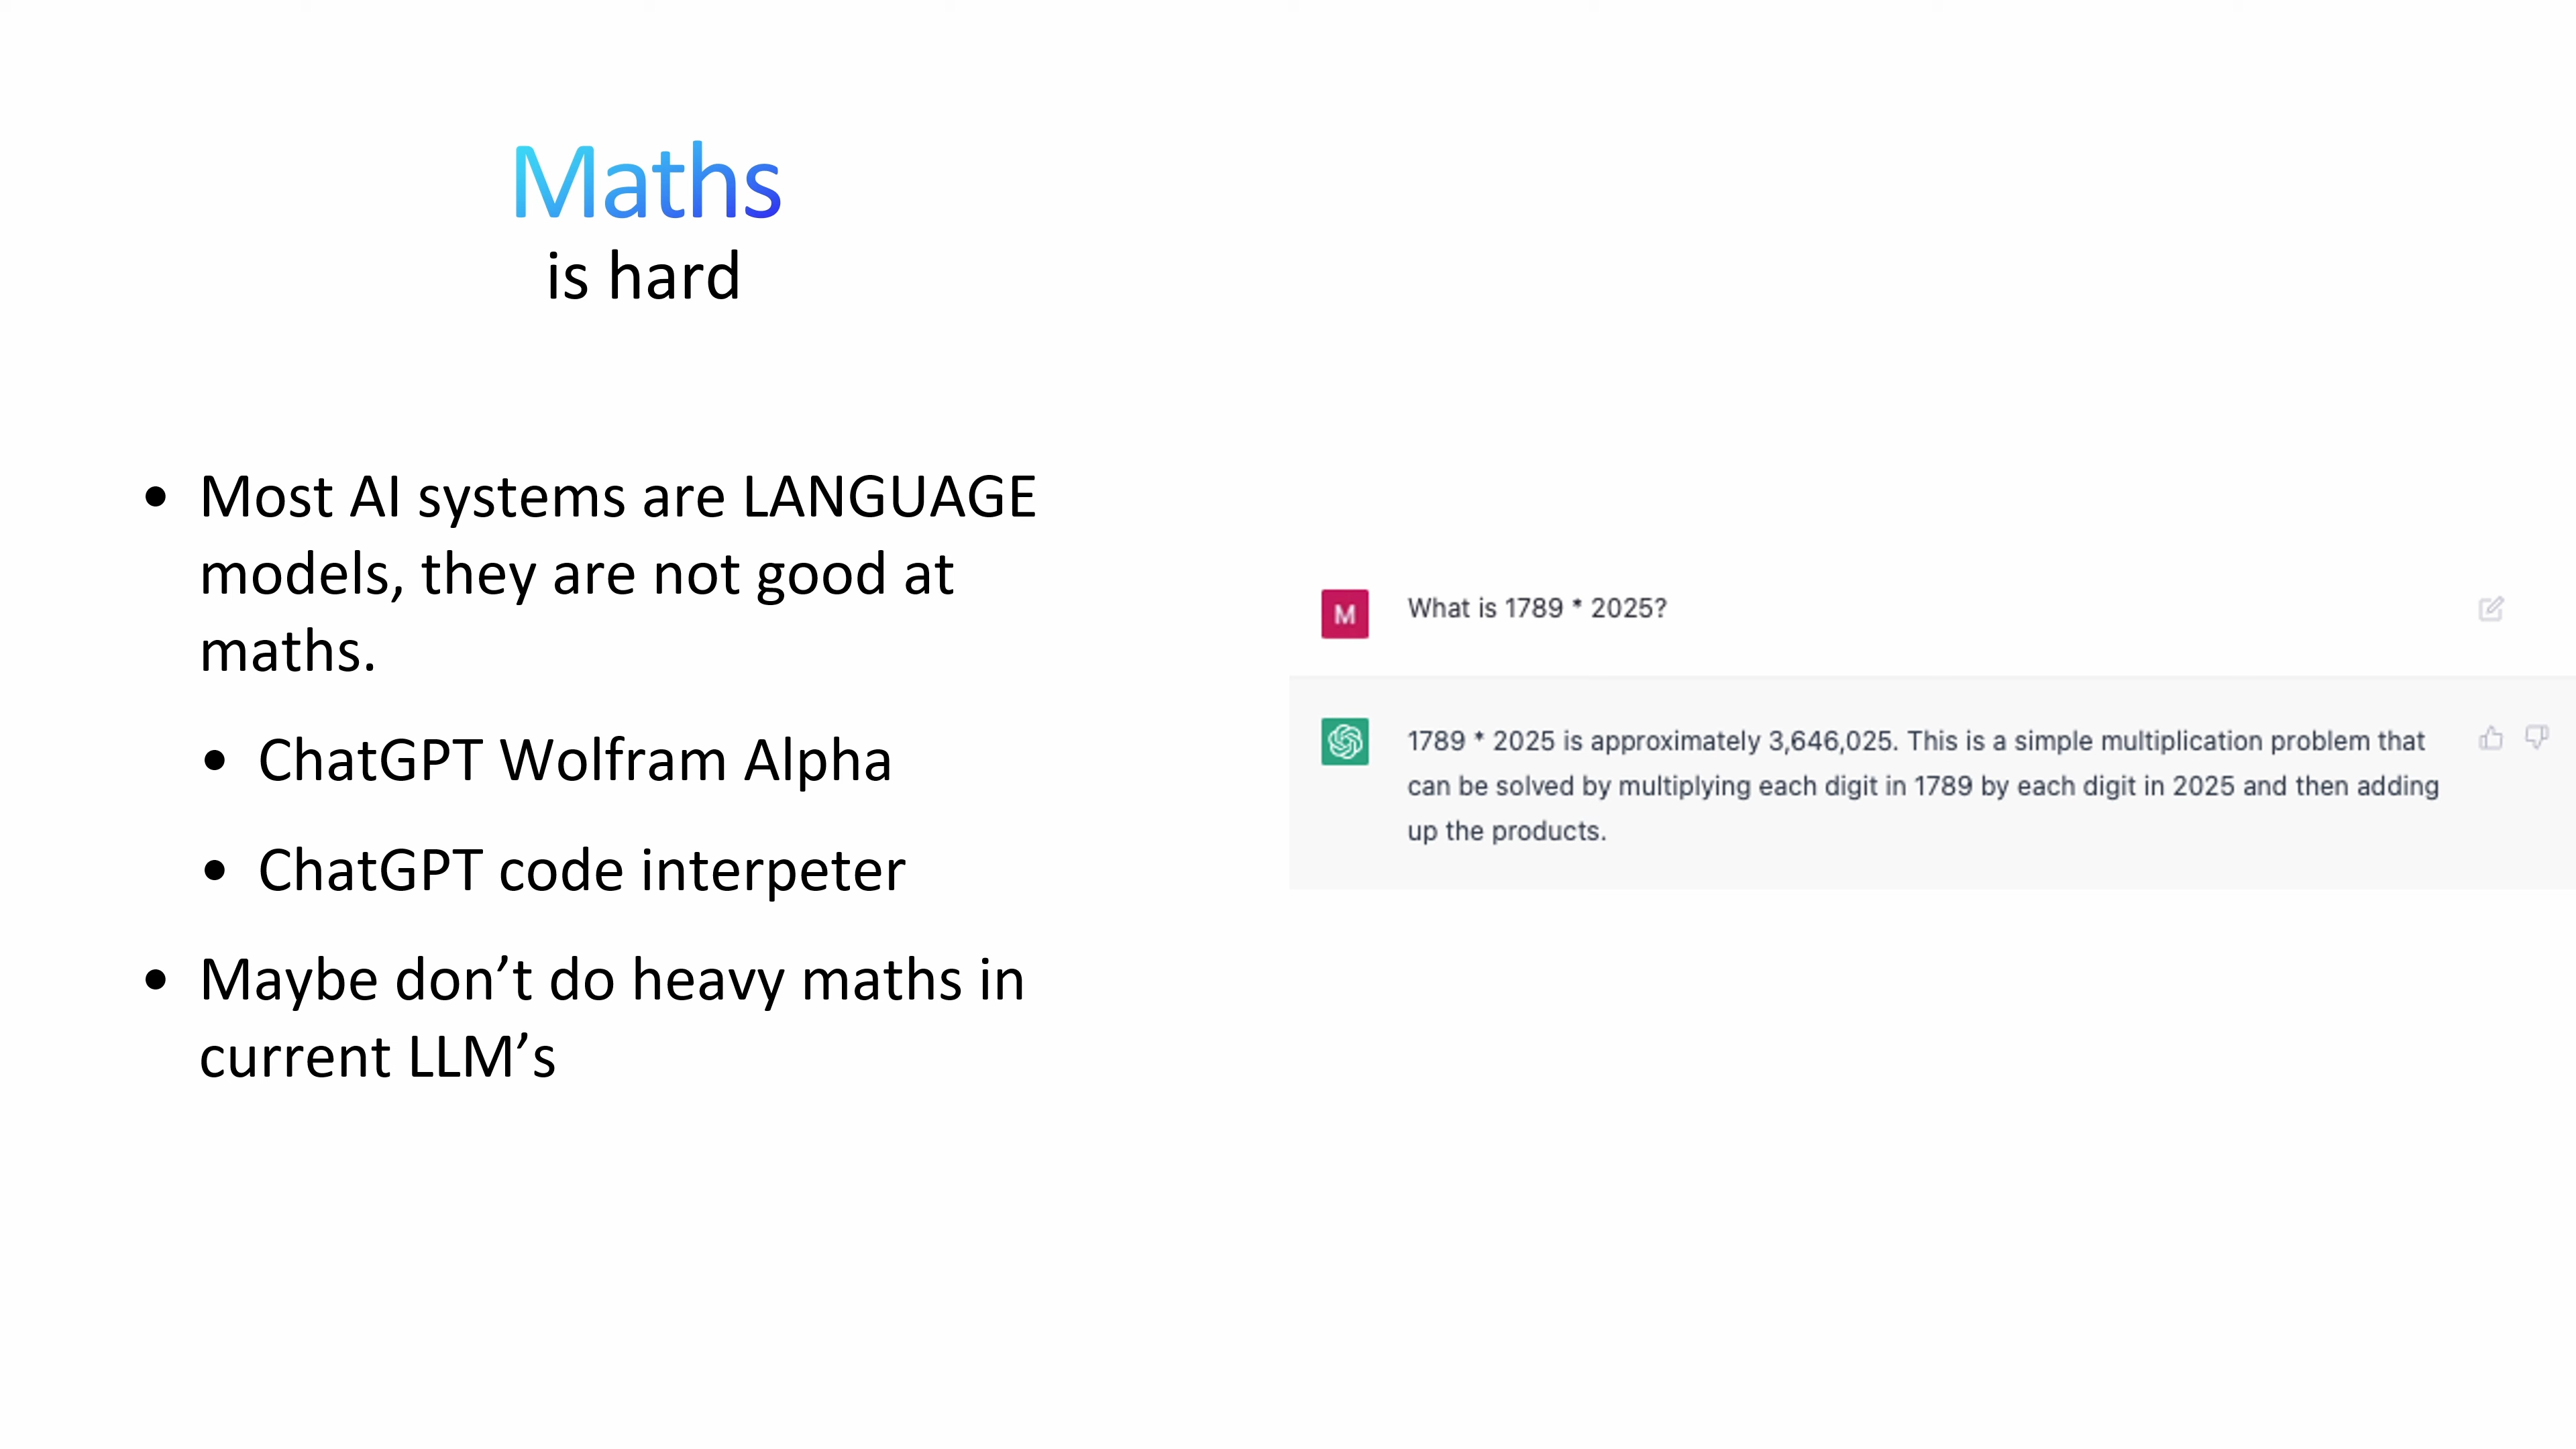 Maths
is hard
• Most AI systems are LANGUAGE
models, they are not good at
maths.
• ChatGPT Wolfram Alpha
• ChatGPT code interpeter
• Maybe don’t do heavy maths in
current LLM’s
M What is 1789 * 2025?
1789 * 2025 is approximately 3,646,025. This is a simple multiplication problem that
can be solved by multiplying each digit in 1789 by each digit in 2025 and then adding
up the products.